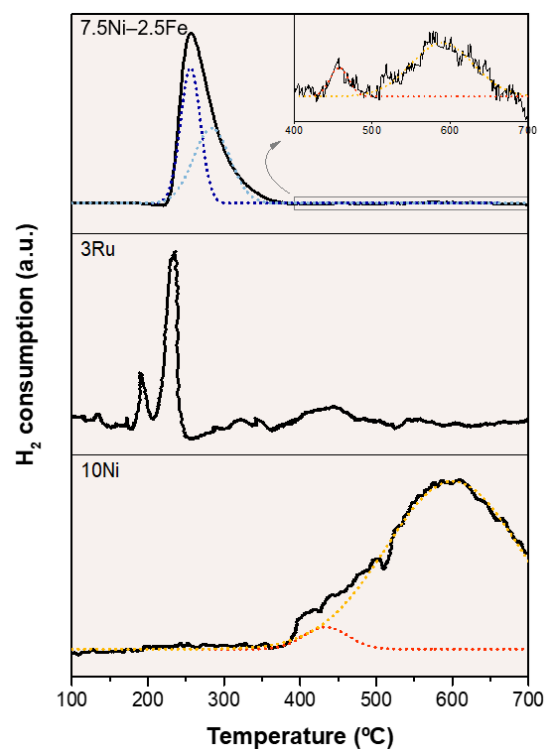 7.5Ni–2.5Fe
400 500 600 700
3Ru
10Ni
H2 consumption (a.u.)
100 200 300 400 500 600 700
Temperature (ºC)